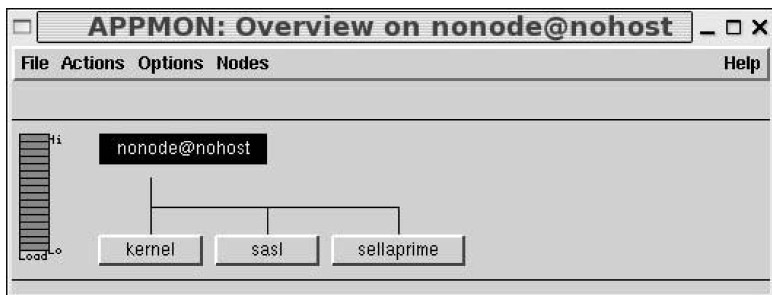 APPMON: Overview on nonode@nohost
File Actions Options Nodes Help
Hi
nonode@nohost
Lo
Load
kernel sasl sellaprime